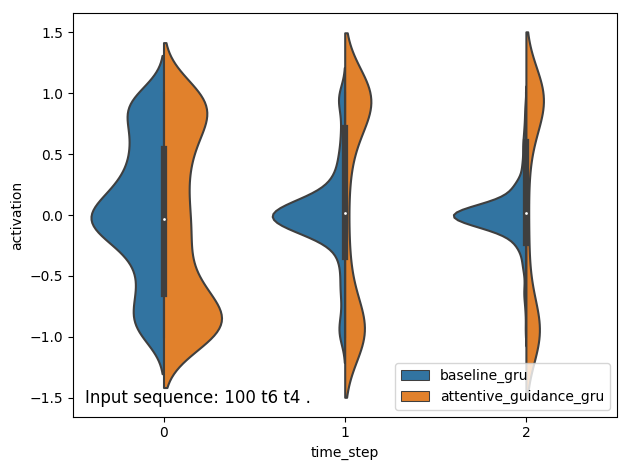 1.5
1.0
0.5
0.0
−0.5
−1.0
−1.5
activation
Input sequence: 100 t6 t4 .
baseline_gru
attentive_guidance_gru
0 1 2
time_step